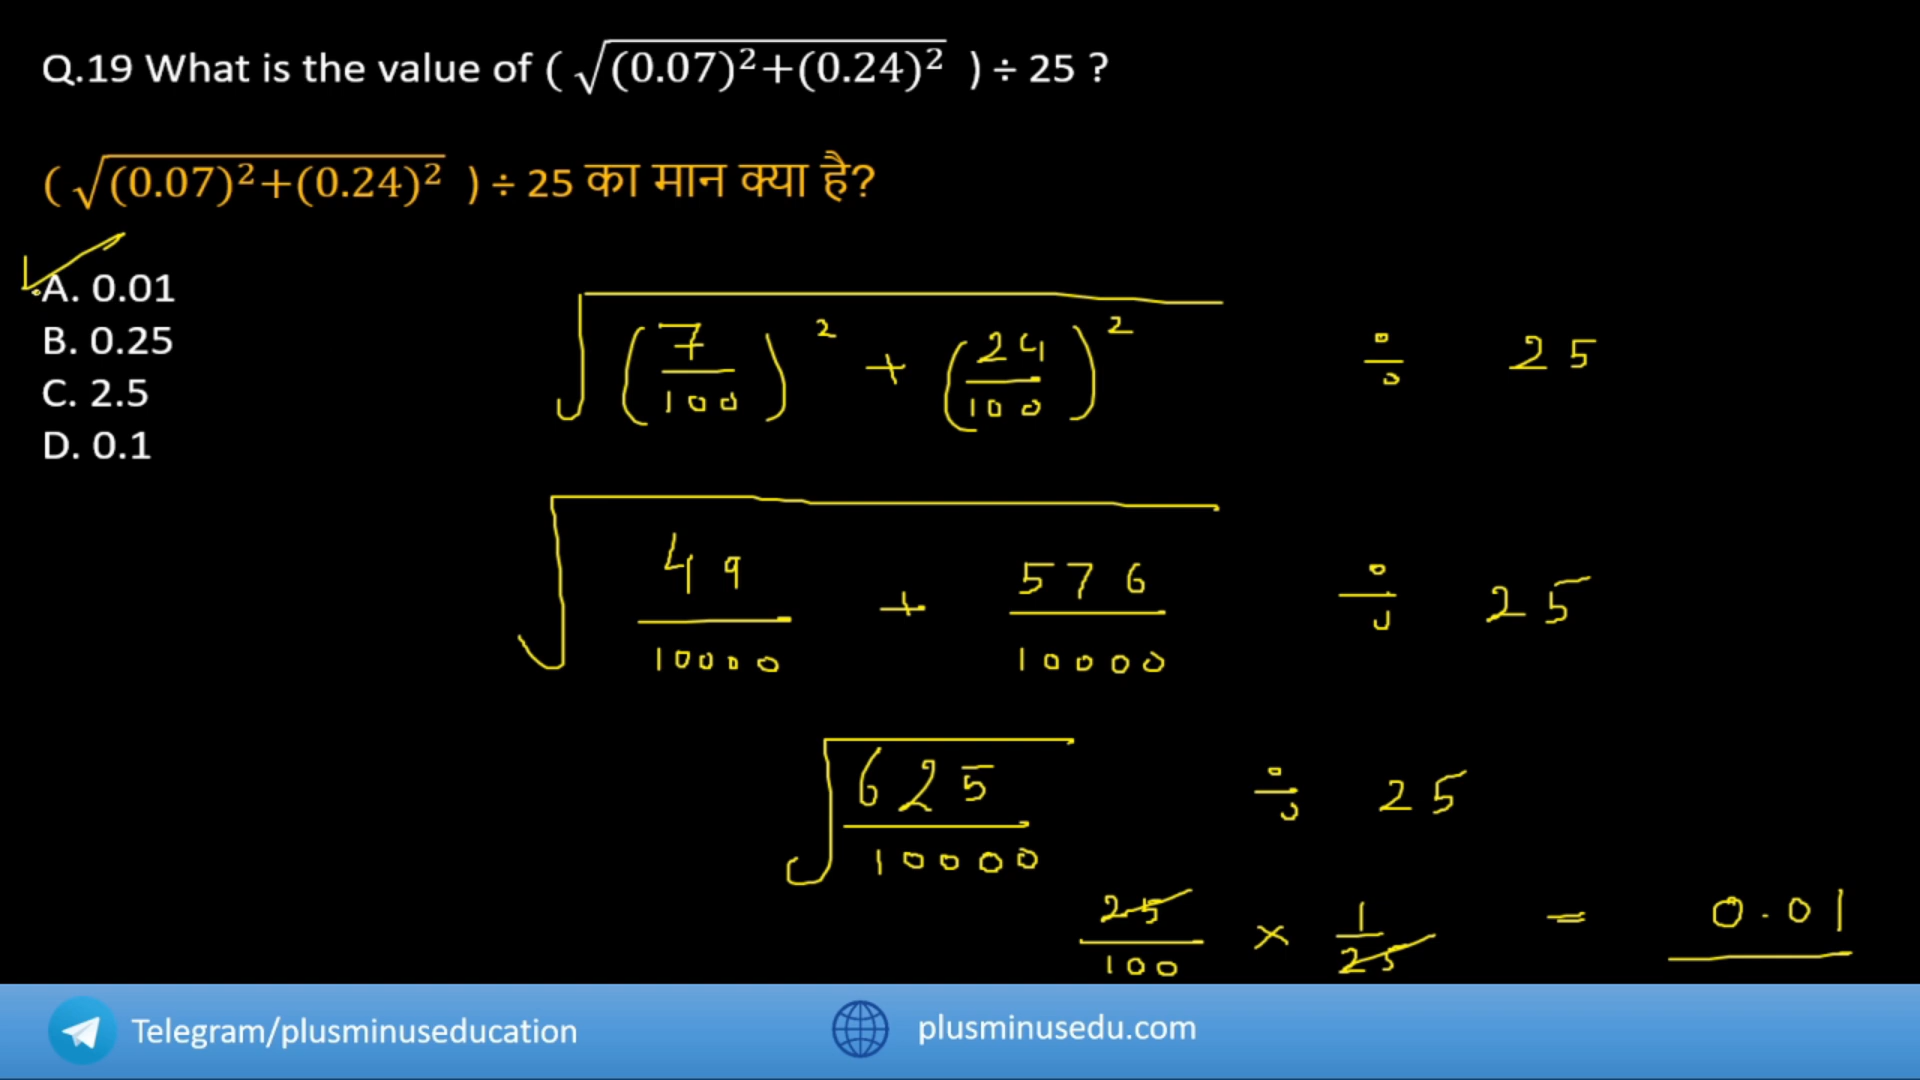 Q.19 What is the value of ( √(0.07)²+(0.24)² ) ÷ 25 ?
( √(0.07)²+(0.24)² ) ÷ 25 का मान क्या है?
A. 0.01
B. 0.25
C. 2.5
D. 0.1
√(7/100)² + (24/100)² ÷ 25
√49/10000 + 576/10000 ÷ 25
√625/10000 ÷ 25
25/100 × 1/25 = 0.01
Telegram/plusminuseducation
plusminusedu.com